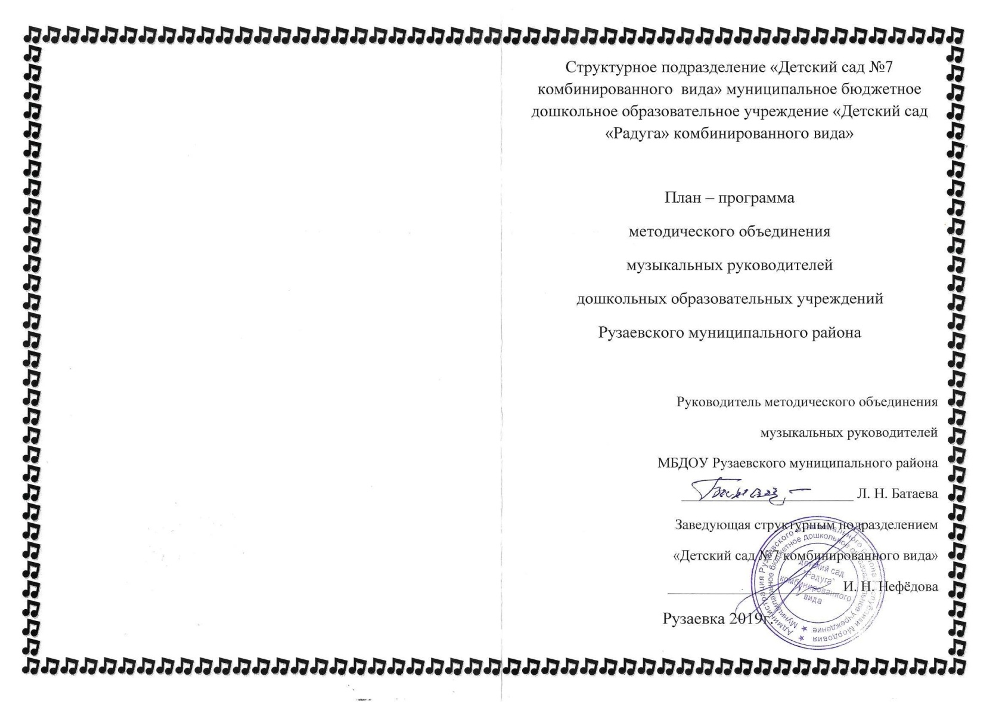 Структурное подразделение «Детский сад №7
комбинированного вида» муниципальное бюджетное
дошкольное образовательное учреждение «Детский сад
«Радуга» комбинированного вида»
План – программа
методического объединения
музыкальных руководителей
дошкольных образовательных учреждений
Рузаевского муниципального района
Руководитель методического объединения
музыкальных руководителей
МБДОУ Рузаевского муниципального района
Л. Н. Батаева
Заведующая структурным подразделением
«Детский сад №7 комбинированного вида»
И. Н. Нефёдова
Рузаевка 2019г.
Администрация Рузаевского муниципального района Республики Мордовия
Муниципальное бюджетное дошкольное образовательное учреждение
детский сад
"Радуга"
комбинированного
вида